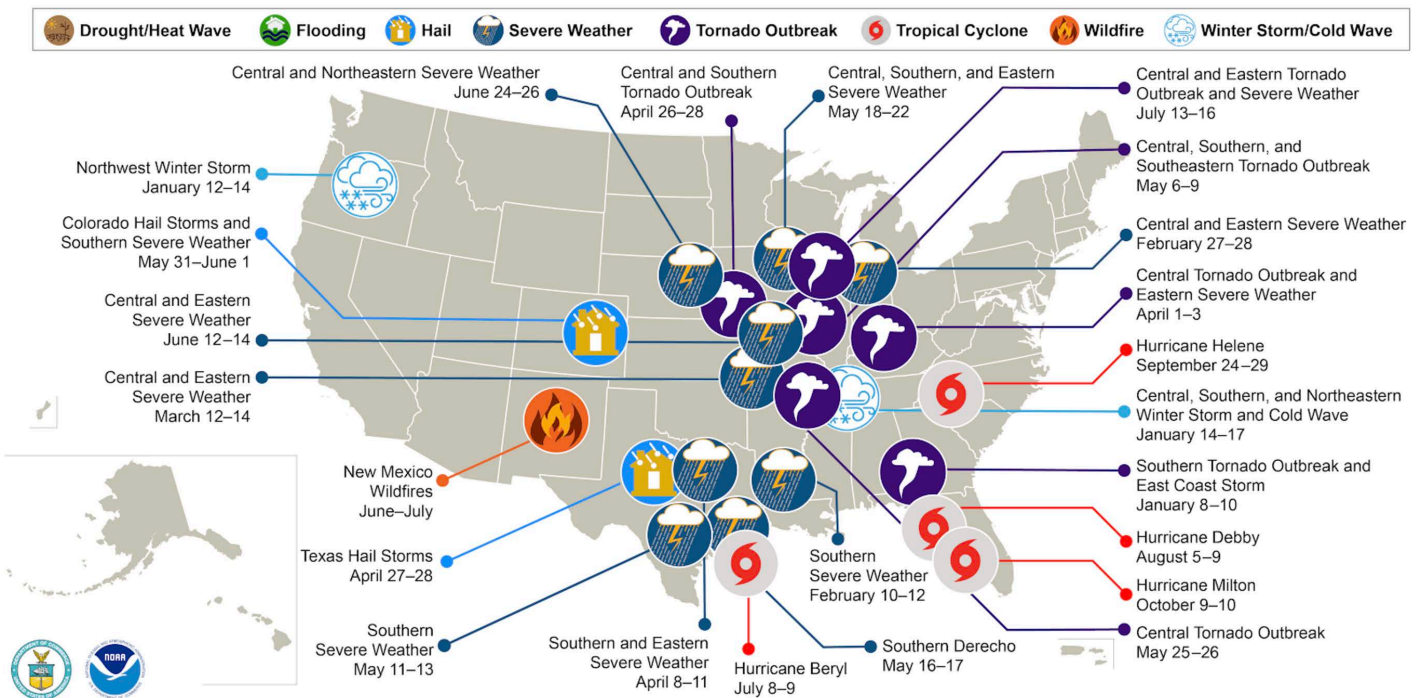 Drought/Heat Wave
Flooding
Hail
Severe Weather
Tornado Outbreak
Tropical Cyclone
Wildfire
Winter Storm/Cold Wave
Central and Northeastern Severe Weather
June 24–26
Central and Southern
Tornado Outbreak
April 26–28
Central, Southern, and Eastern
Severe Weather
May 18–22
Central and Eastern Tornado
Outbreak and Severe Weather
July 13–16
Northwest Winter Storm
January 12–14
Central, Southern, and
Southeastern Tornado Outbreak
May 6–9
Colorado Hail Storms and
Southern Severe Weather
May 31–June 1
Central and Eastern Severe Weather
February 27–28
Central and Eastern
Severe Weather
June 12–14
Central Tornado Outbreak and
Eastern Severe Weather
April 1–3
Central and Eastern
Severe Weather
March 12–14
Hurricane Helene
September 24–29
Central, Southern, and Northeastern
Winter Storm and Cold Wave
January 14–17
New Mexico
Wildfires
June–July
Southern Tornado Outbreak and
East Coast Storm
January 8–10
Texas Hail Storms
April 27–28
Southern
Severe Weather
February 10–12
Hurricane Debby
August 5–9
Hurricane Milton
October 9–10
Southern
Severe Weather
May 11–13
Southern and Eastern
Severe Weather
April 8–11
Hurricane Beryl
July 8–9
Southern Derecho
May 16–17
Central Tornado Outbreak
May 25–26
NOAA